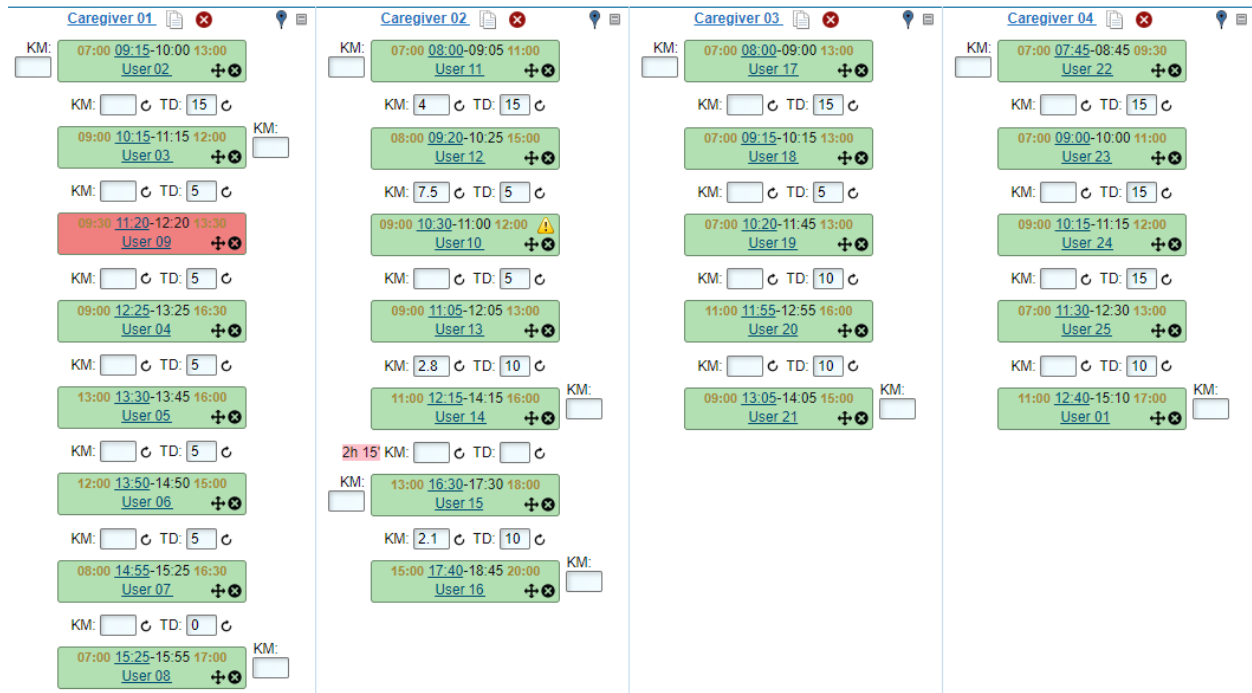 Caregiver 01
KM:
07:00 09:15-10:00 13:00
User 02
KM: TD: 15
09:00 10:15-11:15 12:00
User 03
KM:
KM: TD: 5
09:30 11:20-12:20 13:30
User 09
KM: TD: 5
09:00 12:25-13:25 16:30
User 04
KM: TD: 5
13:00 13:30-13:45 16:00
User 05
KM: TD: 5
12:00 13:50-14:50 15:00
User 06
KM: TD: 5
08:00 14:55-15:25 16:30
User 07
KM: TD: 0
07:00 15:25-15:55 17:00
User 08
KM:
Caregiver 02
KM:
07:00 08:00-09:05 11:00
User 11
KM: 4 TD: 15
08:00 09:20-10:25 15:00
User 12
KM: 7.5 TD: 5
09:00 10:30-11:00 12:00
User10
KM: TD: 5
09:00 11:05-12:05 13:00
User 13
KM: 2.8 TD: 10
11:00 12:15-14:15 16:00
User 14
KM:
2h 15' KM: TD:
KM:
13:00 16:30-17:30 18:00
User 15
KM: 2.1 TD: 10
15:00 17:40-18:45 20:00
User 16
KM:
Caregiver 03
KM:
07:00 08:00-09:00 13:00
User 17
KM: TD: 15
07:00 09:15-10:15 13:00
User 18
KM: TD: 5
07:00 10:20-11:45 13:00
User 19
KM: TD: 10
11:00 11:55-12:55 16:00
User 20
KM: TD: 10
09:00 13:05-14:05 15:00
User 21
KM:
Caregiver 04
KM:
07:00 07:45-08:45 09:30
User 22
KM: TD: 15
07:00 09:00-10:00 11:00
User 23
KM: TD: 15
09:00 10:15-11:15 12:00
User 24
KM: TD: 15
07:00 11:30-12:30 13:00
User 25
KM: TD: 10
11:00 12:40-15:10 17:00
User 01
KM: